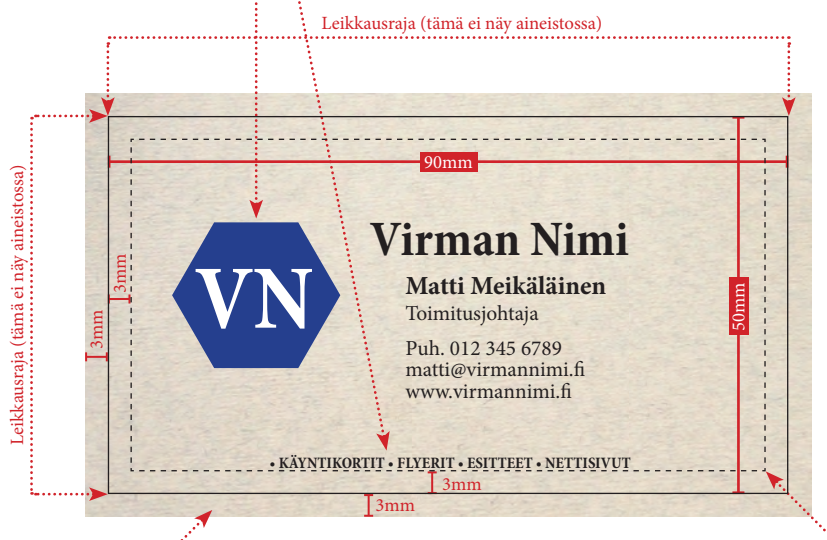 Leikkausraja (tämä ei näy aineistossa)
90mm
Leikkausraja (tämä ei näy aineistossa)
3mm
3mm
VN
Virman Nimi
Matti Meikäläinen
Toimitusjohtaja
Puh. 012 345 6789
matti@virmannimi.fi
www.virmannimi.fi
50mm
• KÄYNTIKORTIT • FLYERIT • ESITTEET • NETTISIVUT
3mm
3mm